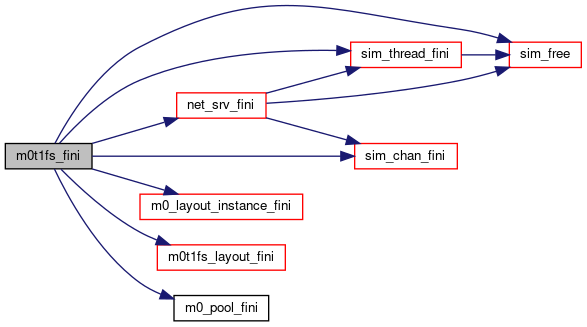 sim_thread_fini
sim_free
net_srv_fini
m0t1fs_fini
sim_chan_fini
m0_layout_instance_fini
m0t1fs_layout_fini
m0_pool_fini